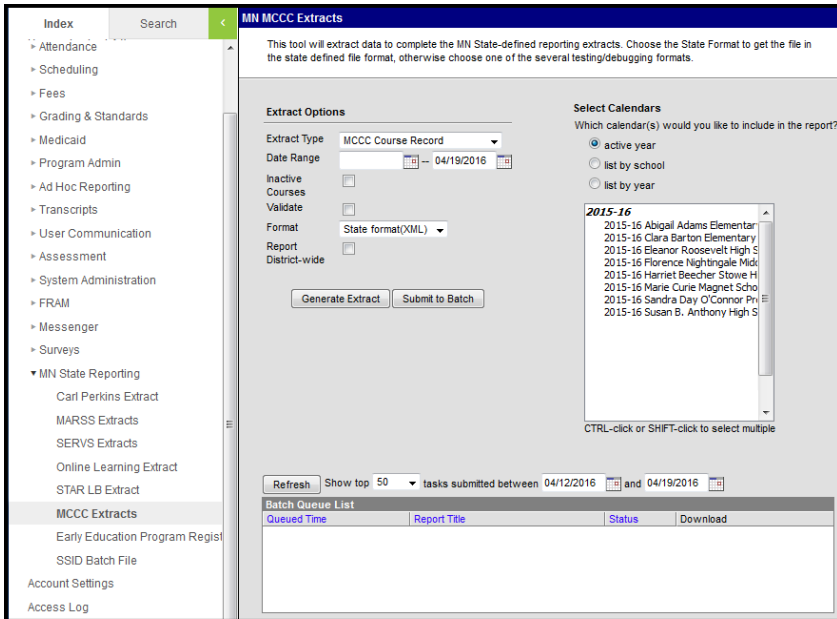 Index
Search
Attendance
Scheduling
Fees
Grading & Standards
Medicaid
Program Admin
Ad Hoc Reporting
Transcripts
User Communication
Assessment
System Administration
FRAM
Messenger
Surveys
MN State Reporting
Carl Perkins Extract
MARSS Extracts
SERVS Extracts
Online Learning Extract
STAR LB Extract
MCCC Extracts
Early Education Program Regist
SSID Batch File
Account Settings
Access Log
MN MCCC Extracts
This tool will extract data to complete the MN State-defined reporting extracts. Choose the State Format to get the file in
the state defined file format, otherwise choose one of the several testing/debugging formats.
Extract Options
Extract Type MCCC Course Record
Date Range -- 04/19/2016
Inactive
Courses
Validate
Format State format(XML)
Report
District-wide
Generate Extract Submit to Batch
Select Calendars
Which calendar(s) would you like to include in the report?
active year
list by school
list by year
2015-16
2015-16 Abigail Adams Elementar
2015-16 Clara Barton Elementary
2015-16 Eleanor Roosevelt High S
2015-16 Florence Nightingale Midd
2015-16 Harriet Beecher Stowe H
2015-16 Marie Curie Magnet Scho
2015-16 Sandra Day O'Connor Pr
2015-16 Susan B. Anthony High S
CTRL-click or SHIFT-click to select multiple
Refresh Show top 50 tasks submitted between 04/12/2016 and 04/19/2016
Batch Queue List
Queued Time Report Title Status Download